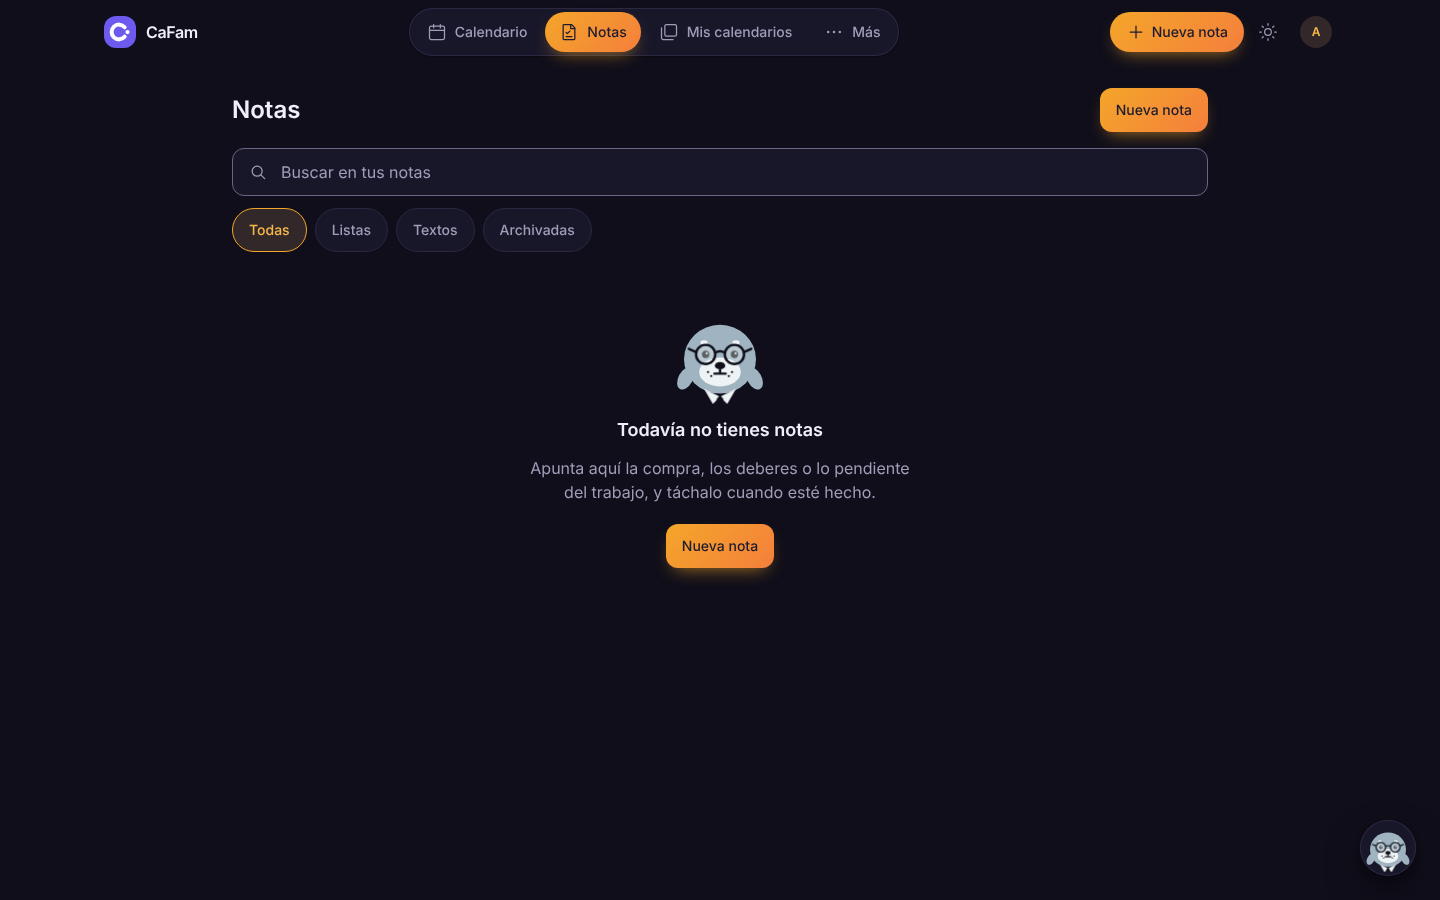 CaFam
Calendario
Notas
Mis calendarios
Más
Nueva nota
A
Notas
Nueva nota
Buscar en tus notas
Todas
Listas
Textos
Archivadas
Todavía no tienes notas
Apunta aquí la compra, los deberes o lo pendiente
del trabajo, y táchalo cuando esté hecho.
Nueva nota